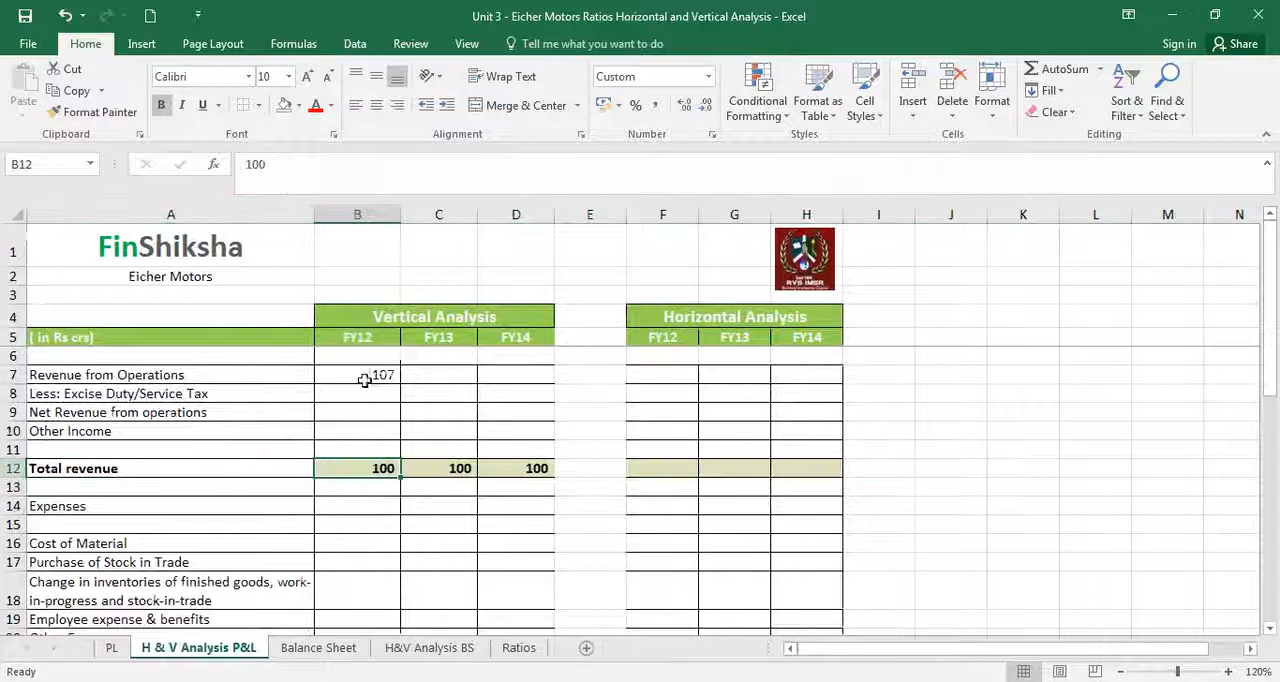 Unit 3 - Eicher Motors Ratios Horizontal and Vertical Analysis - Excel
File Home Insert Page Layout Formulas Data Review View Tell me what you want to do Sign in Share
Paste Cut Copy Format Painter Clipboard
Calibri 10 A A B I U A Font
Wrap Text Merge & Center Alignment
Custom % , Number
Conditional Formatting Format as Table Cell Styles Styles
Insert Delete Format Cells
AutoSum Fill Clear Sort & Filter Find & Select Editing
B12 fx 100
A B C D E F G H I J K L M N
1 FinShiksha
2 Eicher Motors
RVS IMSR
3
4 Vertical Analysis Horizontal Analysis
5 ( in Rs crs) FY12 FY13 FY14 FY12 FY13 FY14
6
7 Revenue from Operations 107
8 Less: Excise Duty/Service Tax
9 Net Revenue from operations
10 Other Income
11
12 Total revenue 100 100 100
13
14 Expenses
15
16 Cost of Material
17 Purchase of Stock in Trade
Change in inventories of finished goods, work-
18 in-progress and stock-in-trade
19 Employee expense & benefits
PL H & V Analysis P&L Balance Sheet H&V Analysis BS Ratios
Ready 120%